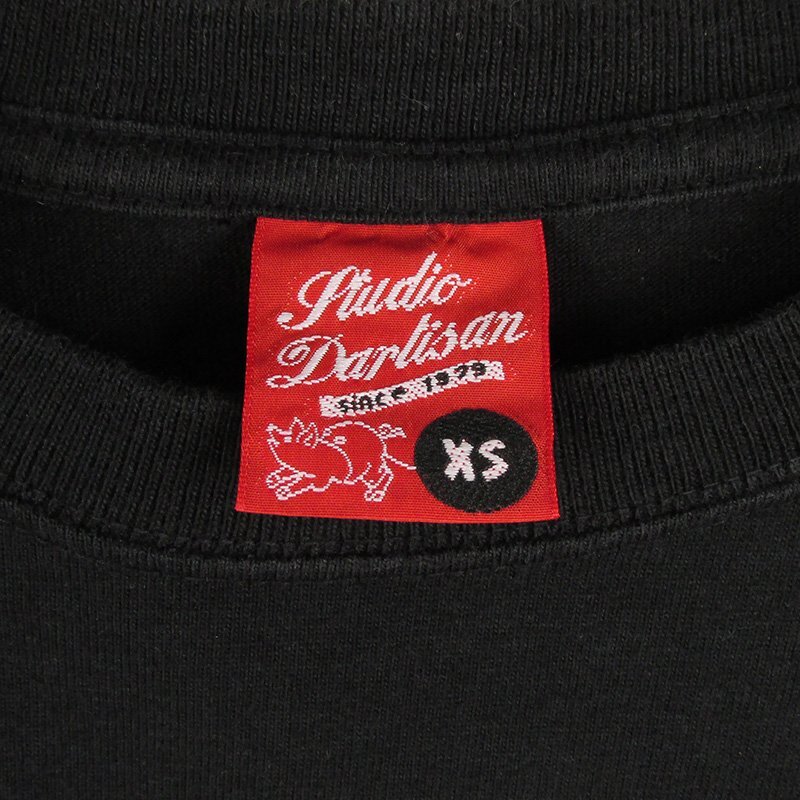 Studio
Dartisan
since 1979
XS